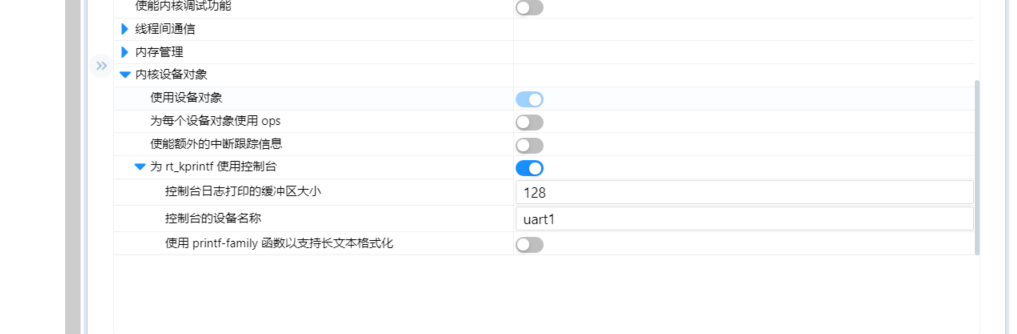 使能内核调试功能
线程间通信
内存管理
内核设备对象
使用设备对象
为每个设备对象使用 ops
使能额外的中断跟踪信息
为 rt_kprintf 使用控制台
控制台日志打印的缓冲区大小 128
控制台的设备名称 uart1
使用 printf-family 函数以支持长文本格式化